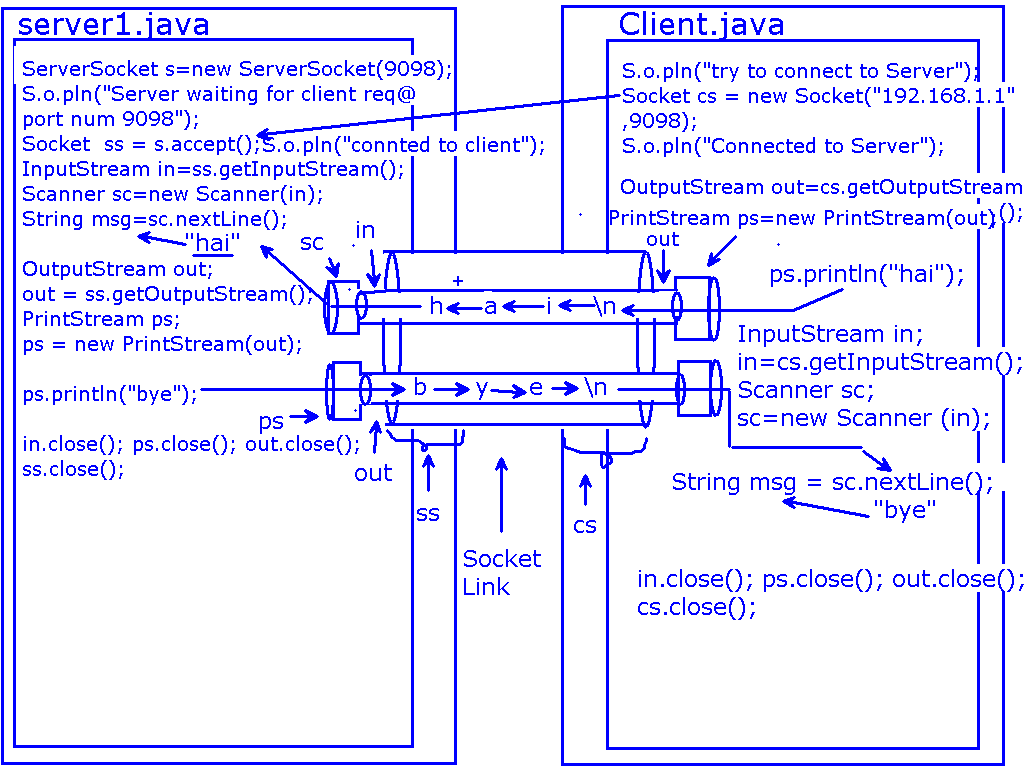 server1.java
ServerSocket s=new ServerSocket(9098);
S.o.pln("Server waiting for client req@
port num 9098");
Socket  ss = s.accept();S.o.pln("connted to client");
InputStream in=ss.getInputStream();
Scanner sc=new Scanner(in);
String msg=sc.nextLine();
"hai"
OutputStream out;
out = ss.getOutputStream();
PrintStream ps;
ps = new PrintStream(out);
ps.println("bye");
ps
in.close(); ps.close(); out.close();
ss.close();
sc
in
+
h a i \n
out
b y e \n
out
ss
Socket
Link
cs
Client.java
S.o.pln("try to connect to Server");
Socket cs = new Socket("192.168.1.1"
,9098);
S.o.pln("Connected to Server");
OutputStream out=cs.getOutputStream
();
PrintStream ps=new PrintStream(out);
ps.println("hai");
InputStream in;
in=cs.getInputStream();
Scanner sc;
sc=new Scanner (in);
String msg = sc.nextLine();
"bye"
in.close(); ps.close(); out.close();
cs.close();